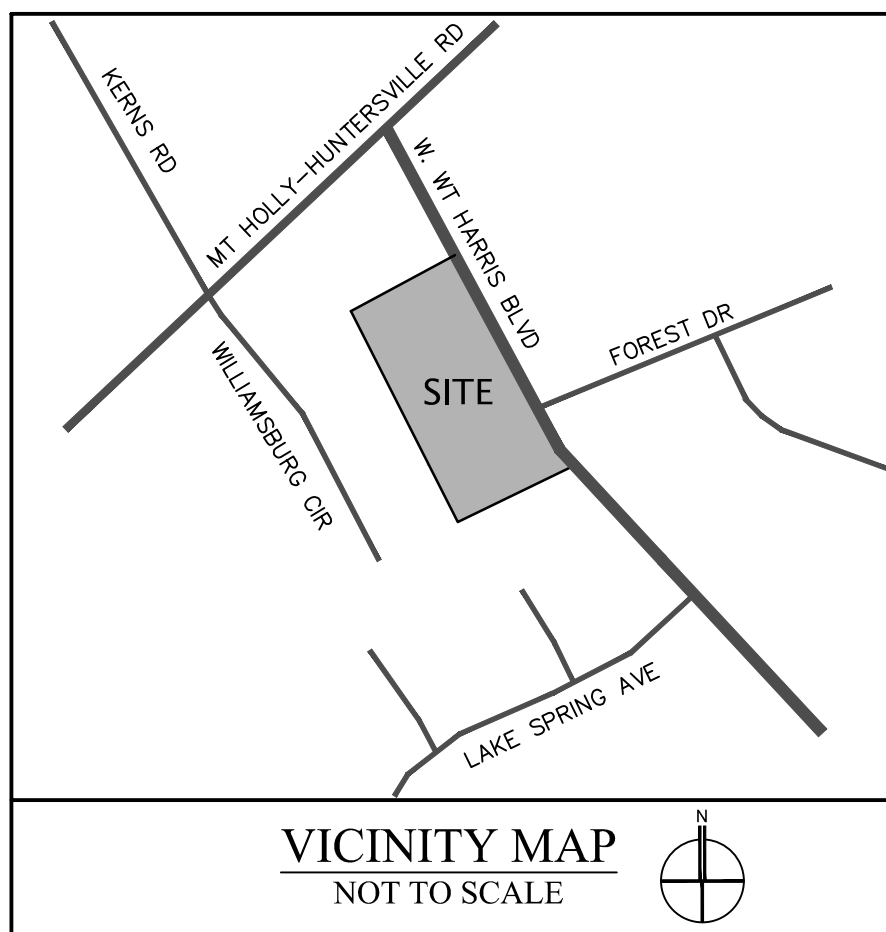 KERNS RD
MT HOLLY-HUNTERSVILLE RD
W. WT HARRIS BLVD
FOREST DR
SITE
WILLIAMSBURG CIR
LAKE SPRING AVE
VICINITY MAP
NOT TO SCALE
N